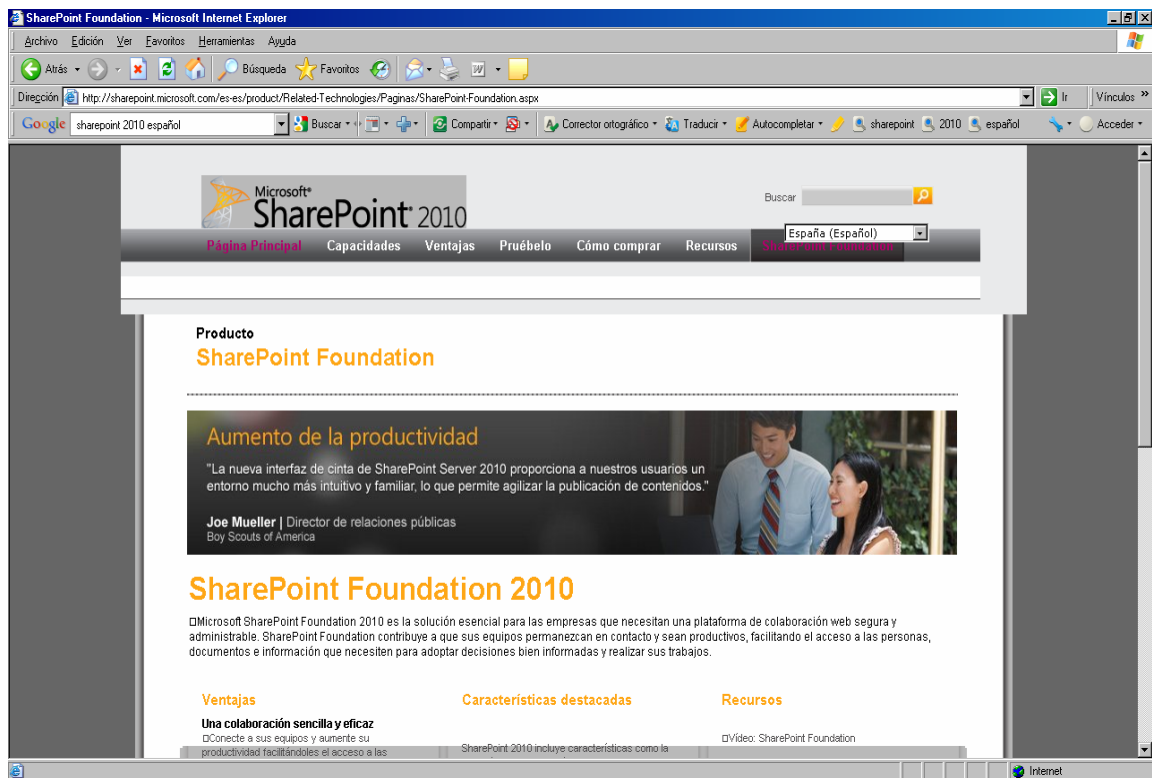 SharePoint Foundation - Microsoft Internet Explorer
Archivo Edición Ver Favoritos Herramientas Ayuda
Atrás Búsqueda Favoritos
Dirección http://sharepoint.microsoft.com/es-es/product/Related-Technologies/Paginas/SharePoint-Foundation.aspx Ir Vínculos »
Google sharepoint 2010 español Buscar Compartir Corrector ortográfico Traducir Autocompletar sharepoint 2010 español Acceder
Microsoft®
SharePoint® 2010
Buscar
España (Español)
Página Principal Capacidades Ventajas Pruébelo Cómo comprar Recursos SharePoint Foundation
Producto
SharePoint Foundation
Aumento de la productividad
"La nueva interfaz de cinta de SharePoint Server 2010 proporciona a nuestros usuarios un
entorno mucho más intuitivo y familiar, lo que permite agilizar la publicación de contenidos."
Joe Mueller | Director de relaciones públicas
Boy Scouts of America
SharePoint Foundation 2010
□Microsoft SharePoint Foundation 2010 es la solución esencial para las empresas que necesitan una plataforma de colaboración web segura y
administrable. SharePoint Foundation contribuye a que sus equipos permanezcan en contacto y sean productivos, facilitando el acceso a las personas,
documentos e información que necesiten para adoptar decisiones bien informadas y realizar sus trabajos.
Ventajas
Una colaboración sencilla y eficaz
□Conecte a sus equipos y aumente su
productividad facilitándoles el acceso a las
Características destacadas
SharePoint 2010 incluye características como la
Recursos
□Vídeo: SharePoint Foundation
Internet